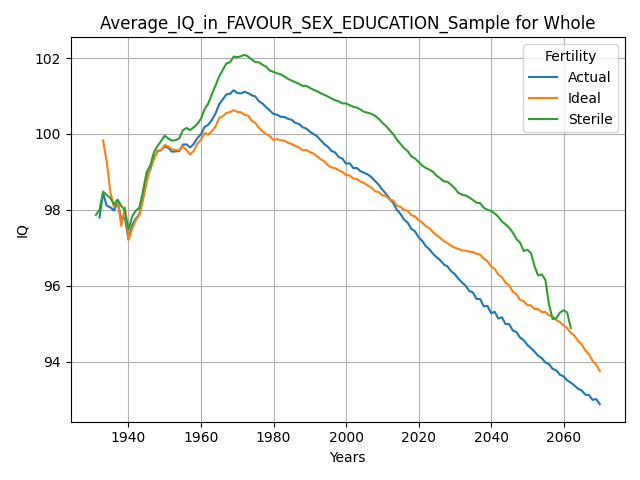 Average_IQ_in_FAVOUR_SEX_EDUCATION_Sample for Whole
Fertility
Actual
Ideal
Sterile
IQ
102
100
98
96
94
1940
1960
1980
2000
2020
2040
2060
Years